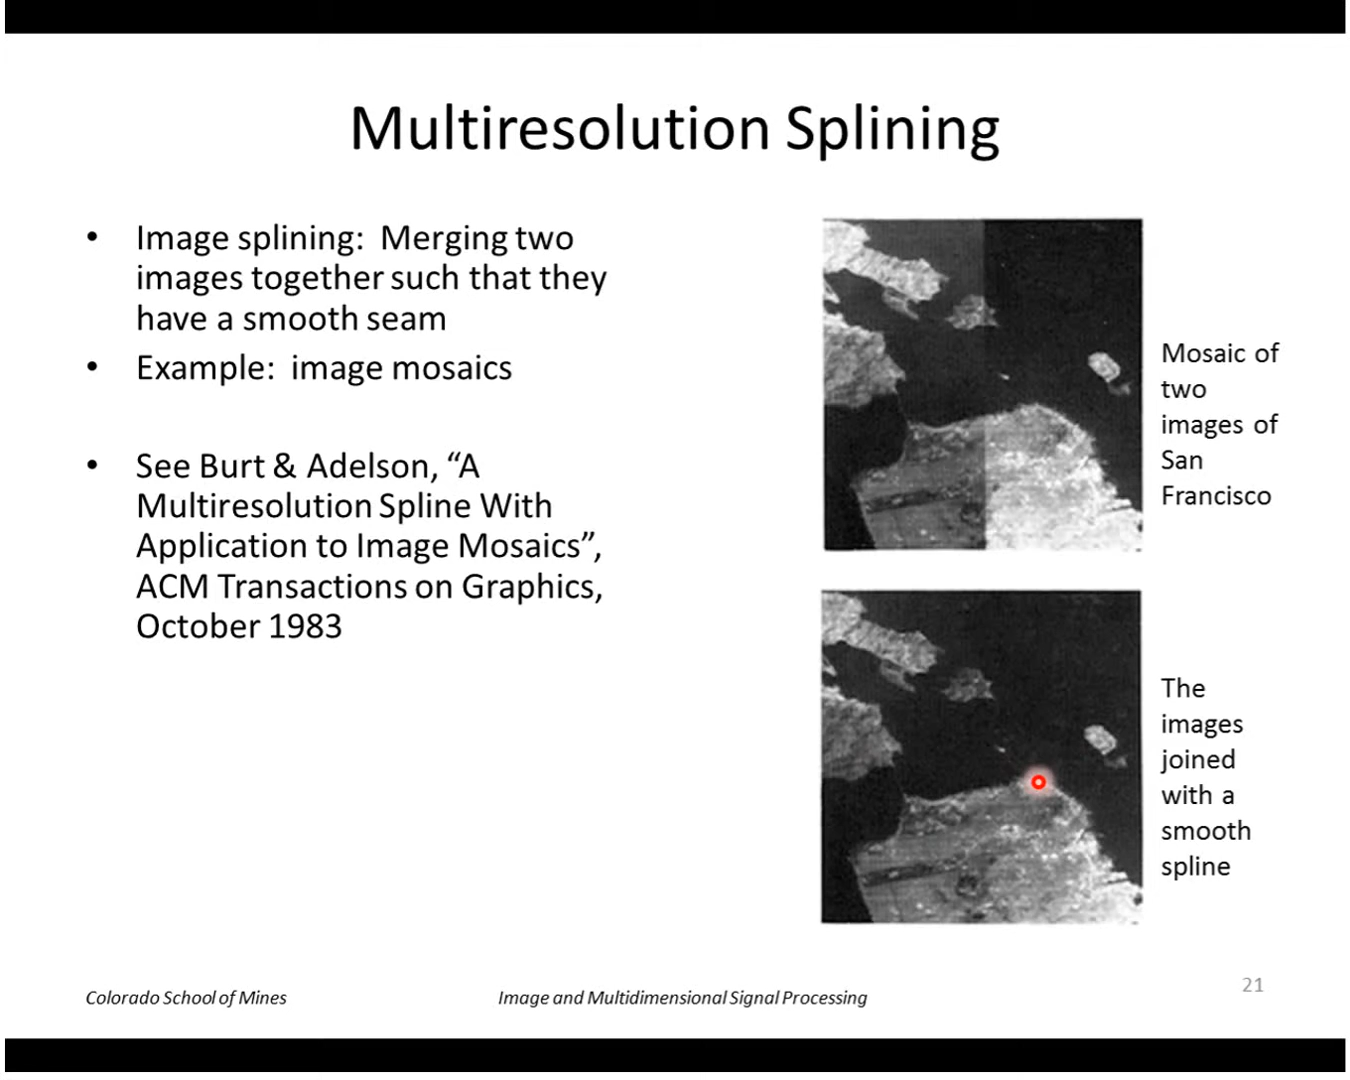 Multiresolution Splining
• Image splining: Merging two
images together such that they
have a smooth seam
• Example: image mosaics
• See Burt & Adelson, “A
Multiresolution Spline With
Application to Image Mosaics”,
ACM Transactions on Graphics,
October 1983
Mosaic of
two
images of
San
Francisco
The
images
joined
with a
smooth
spline
Colorado School of Mines
Image and Multidimensional Signal Processing
21